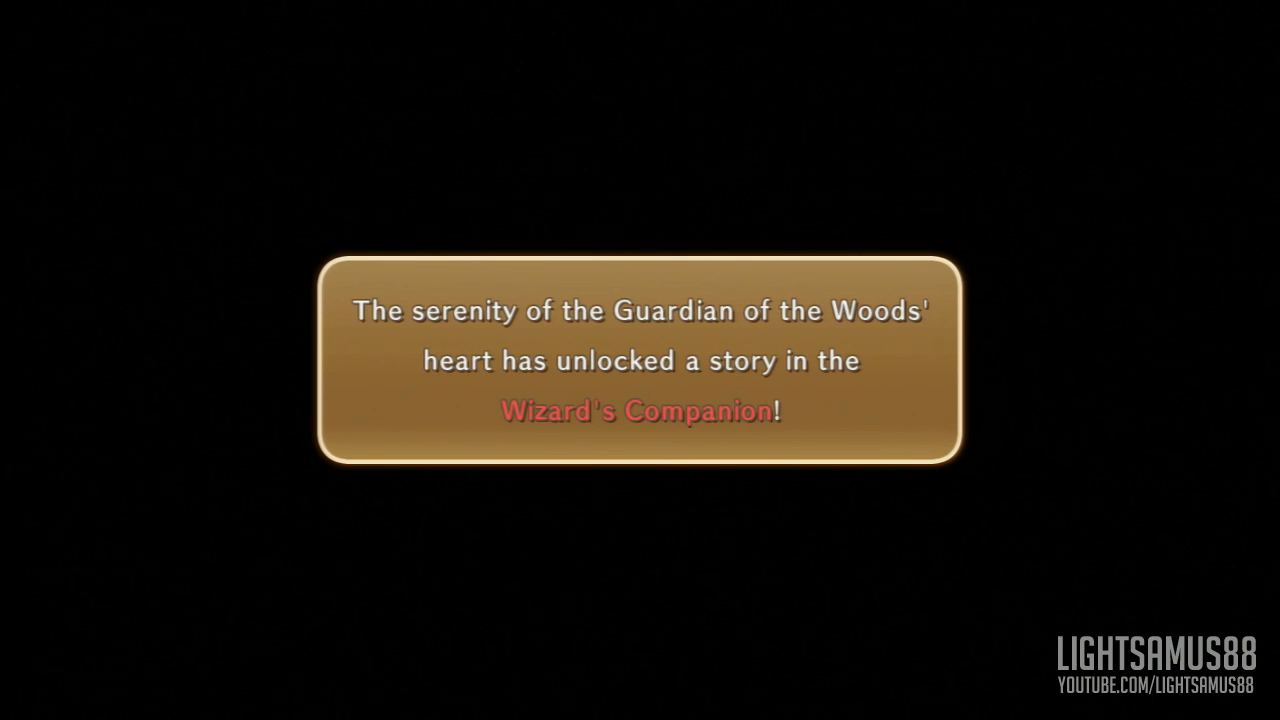 The serenity of the Guardian of the Woods'
heart has unlocked a story in the
Wizard's Companion!
LIGHTSAMUS88
YOUTUBE.COM/LIGHTSAMUS88